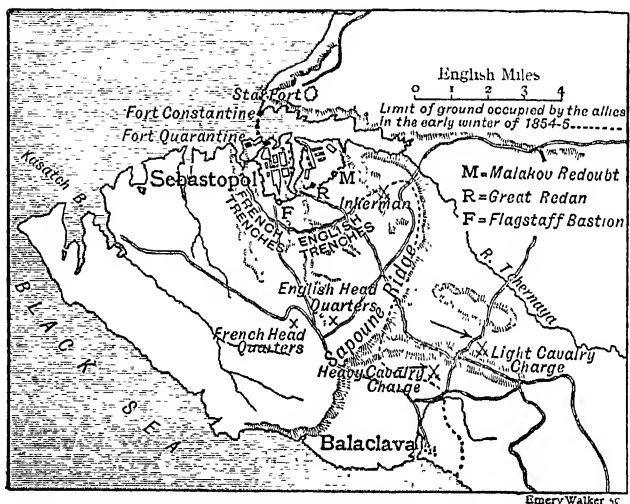 English Miles
0 1 2 3 4
Limit of ground occupied by the allies
in the early winter of 1854-5
M=Malakov Redoubt
R=Great Redan
F=Flagstaff Bastion
Star Fort
Fort Constantine
Fort Quarantine
Kasatch B.
Sebastopol
M
R
F
Inkerman
FRENCH
TRENCHES
ENGLISH
TRENCHES
R. Tchernaya
English Head
Quarters
French Head
Quarters
Sapoune Ridge
Light Cavalry
Charge
Heavy Cavalry
Charge
Balaclava
BLACK SEA
Emery Walker sc.